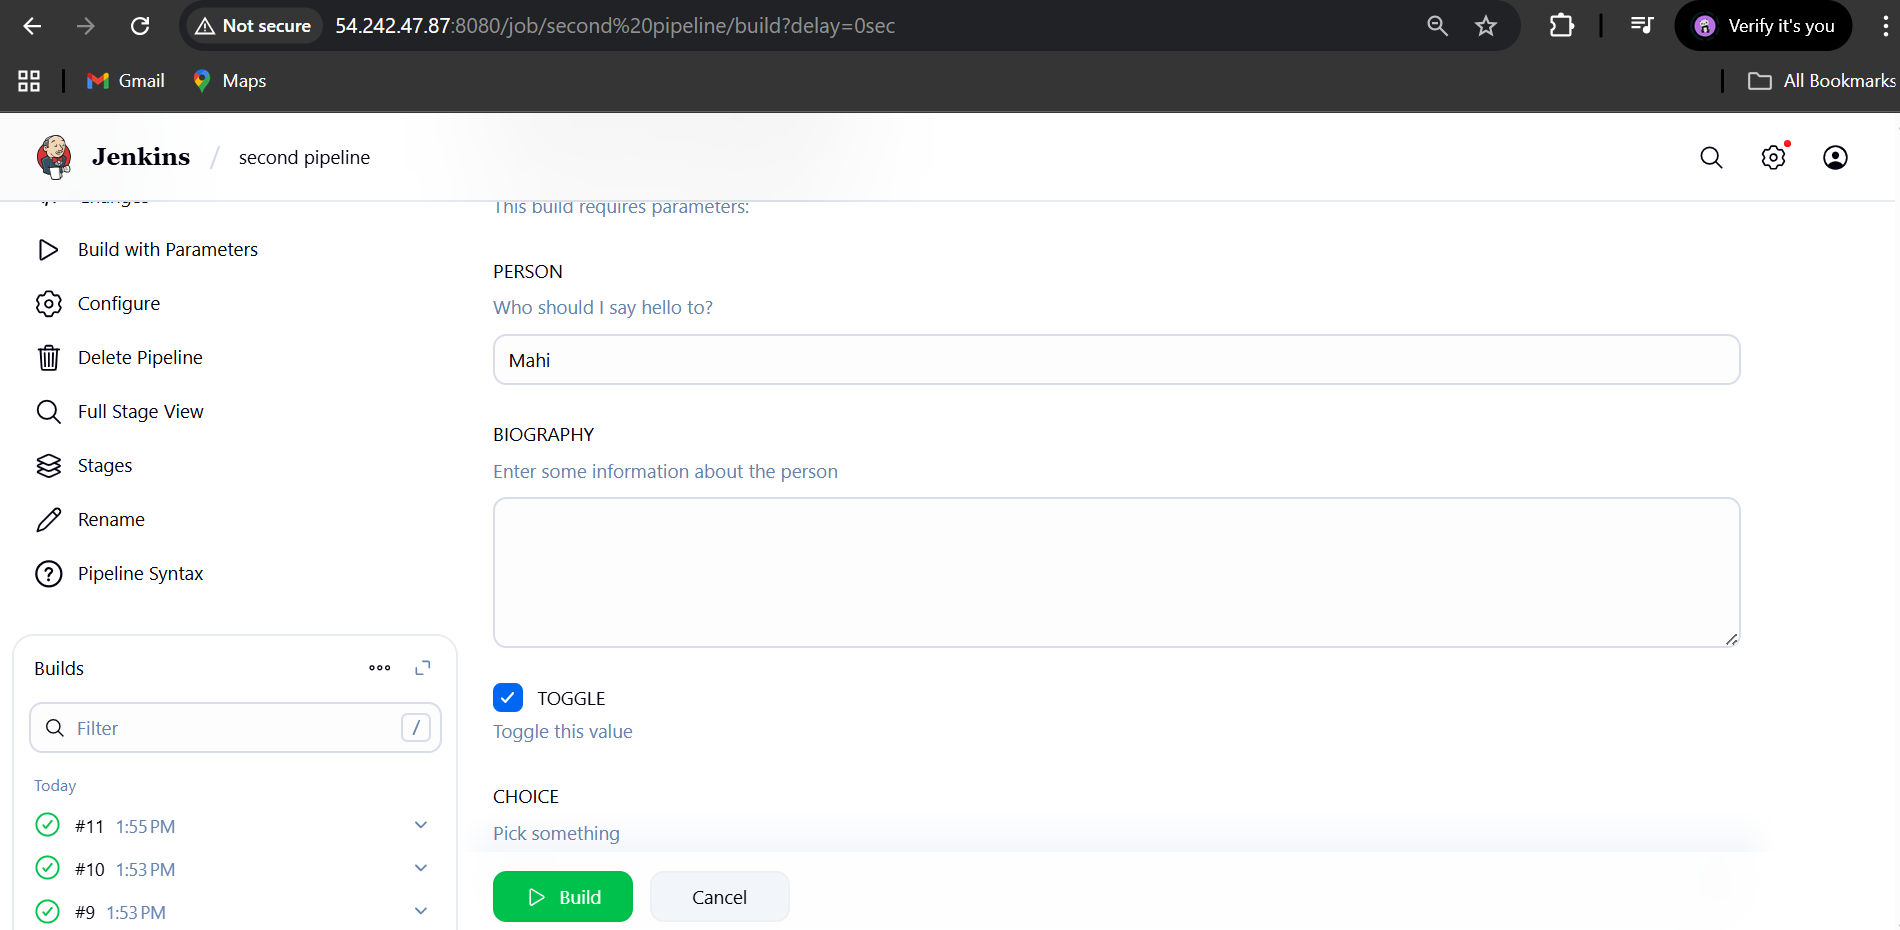 Not secure
54.242.47.87:8080/job/second%20pipeline/build?delay=0sec
Verify it's you
Gmail
Maps
All Bookmarks
Jenkins / second pipeline
Changes
Build with Parameters
Configure
Delete Pipeline
Full Stage View
Stages
Rename
Pipeline Syntax
Builds
Filter
/
Today
#11 1:55 PM
#10 1:53 PM
#9 1:53 PM
This build requires parameters:
PERSON
Who should I say hello to?
Mahi
BIOGRAPHY
Enter some information about the person
TOGGLE
Toggle this value
CHOICE
Pick something
Build
Cancel